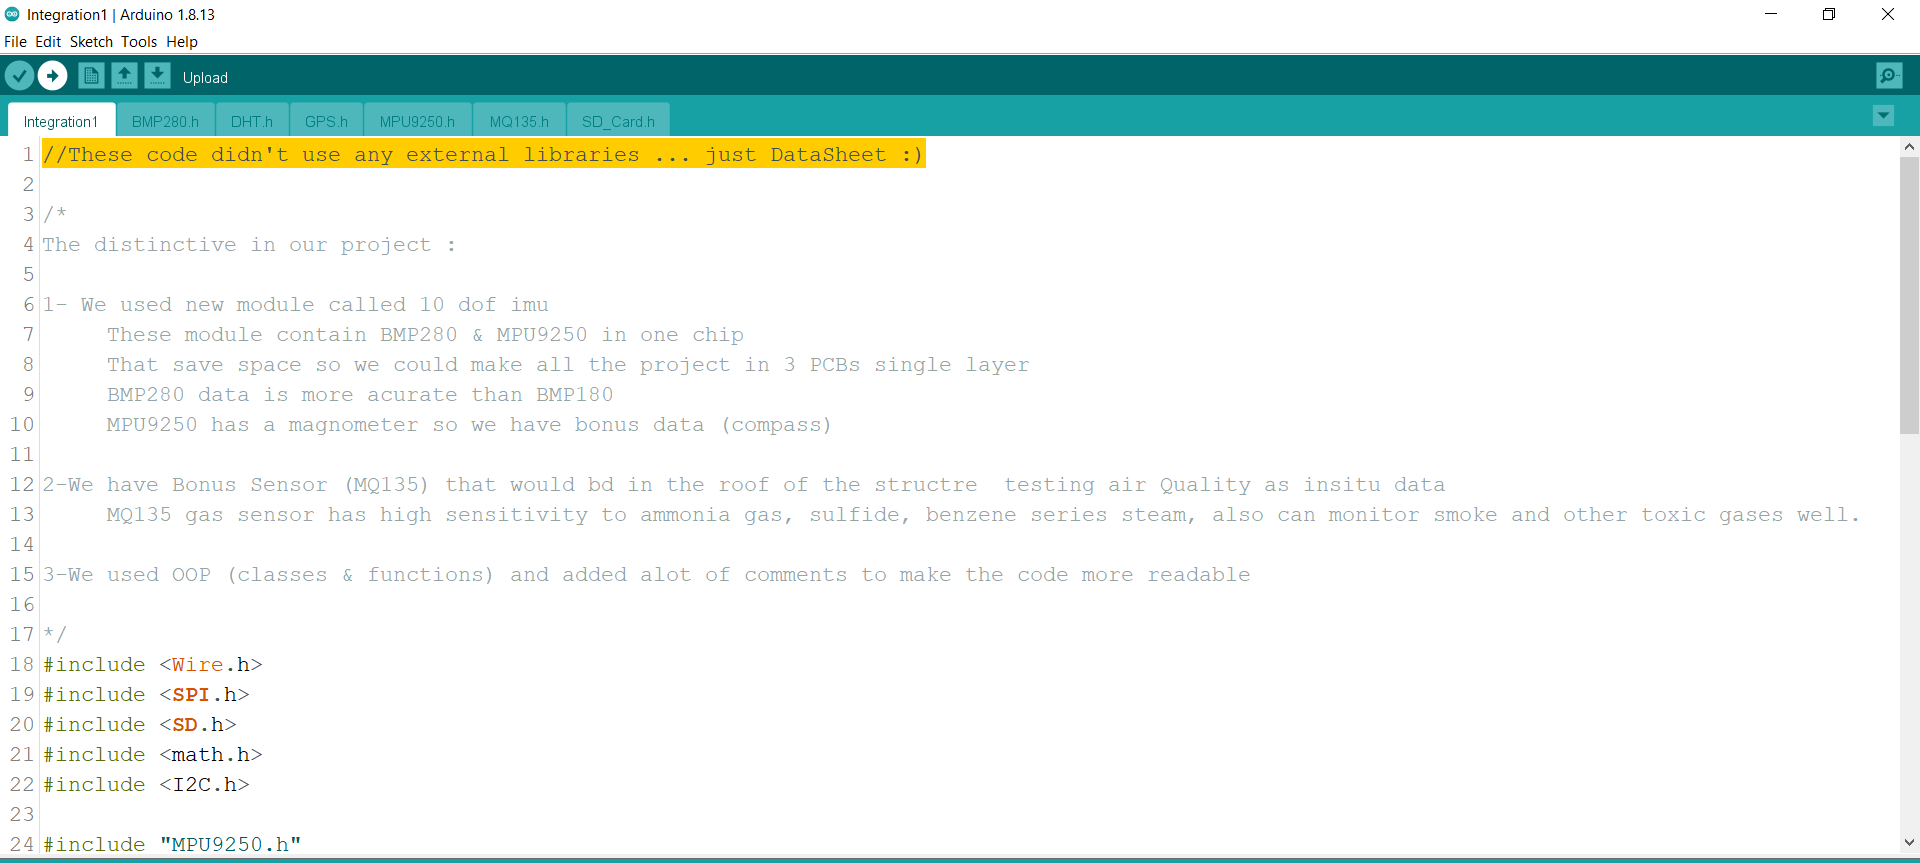 Integration1 | Arduino 1.8.13
File Edit Sketch Tools Help
Upload
Integration1 BMP280.h DHT.h GPS.h MPU9250.h MQ135.h SD_Card.h
1 //These code didn't use any external libraries ... just DataSheet :)
2
3 /*
4 The distinctive in our project :
5
6 1- We used new module called 10 dof imu
7 These module contain BMP280 & MPU9250 in one chip
8 That save space so we could make all the project in 3 PCBs single layer
9 BMP280 data is more acurate than BMP180
10 MPU9250 has a magnometer so we have bonus data (compass)
11
12 2-We have Bonus Sensor (MQ135) that would bd in the roof of the structre  testing air Quality as insitu data
13 MQ135 gas sensor has high sensitivity to ammonia gas, sulfide, benzene series steam, also can monitor smoke and other toxic gases well.
14
15 3-We used OOP (classes & functions) and added alot of comments to make the code more readable
16
17 */
18 #include <Wire.h>
19 #include <SPI.h>
20 #include <SD.h>
21 #include <math.h>
22 #include <I2C.h>
23
24 #include "MPU9250.h"